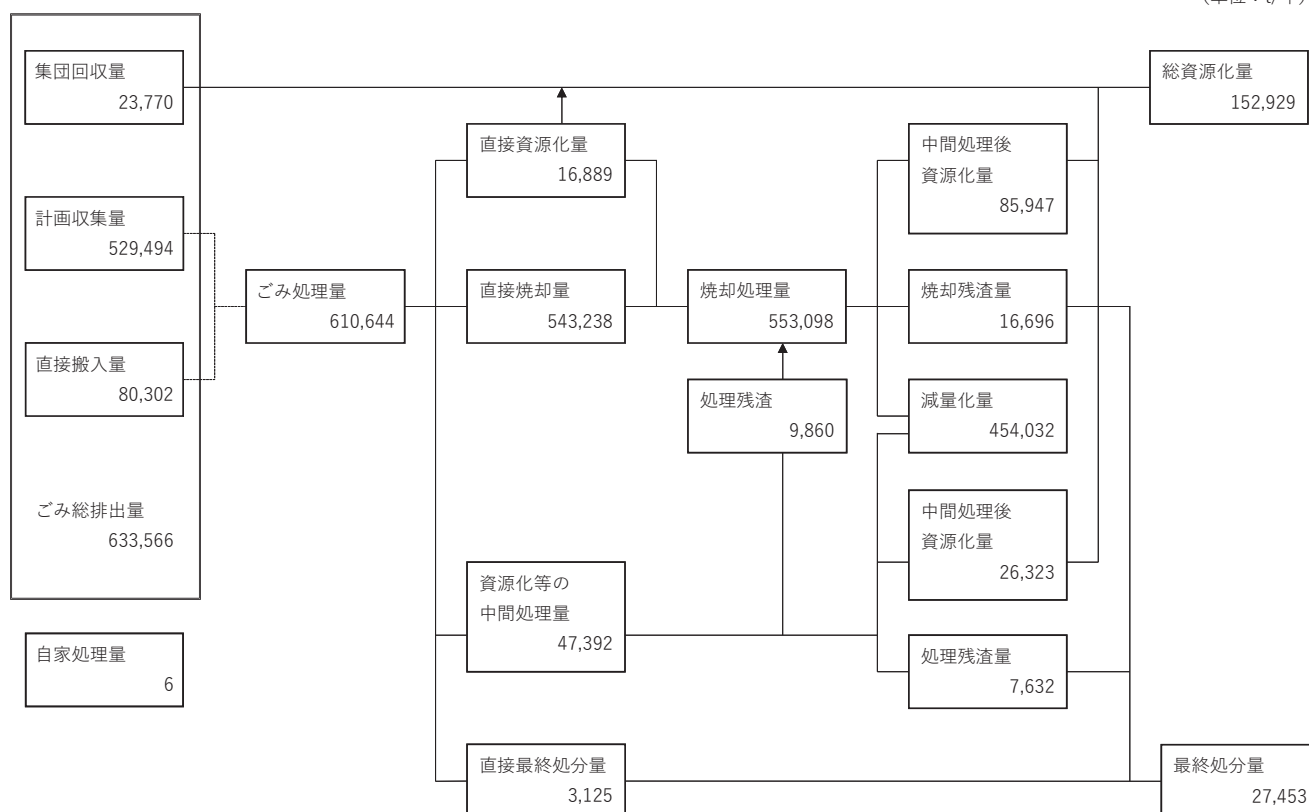 集団回収量
23,770
計画収集量
529,494
直接搬入量
80,302
ごみ総排出量
633,566
自家処理量
6
ごみ処理量
610,644
直接資源化量
16,889
直接焼却量
543,238
資源化等の
中間処理量
47,392
直接最終処分量
3,125
焼却処理量
553,098
処理残渣
9,860
中間処理後
資源化量
85,947
焼却残渣量
16,696
減量化量
454,032
中間処理後
資源化量
26,323
処理残渣量
7,632
総資源化量
152,929
最終処分量
27,453